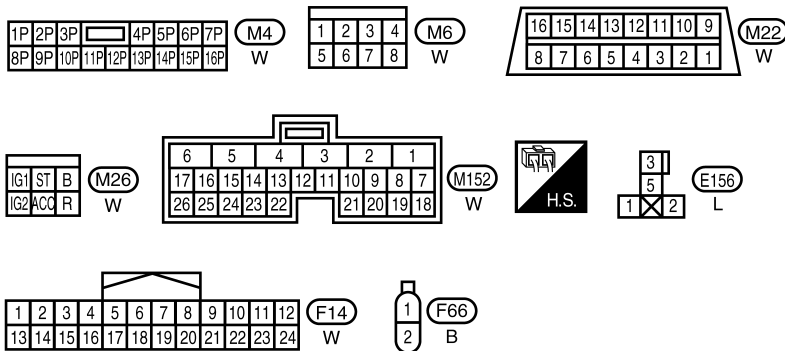 1P 2P 3P 4P 5P 6P 7P
8P 9P 10P 11P 12P 13P 14P 15P 16P
M4
W
1 2 3 4
5 6 7 8
M6
W
16 15 14 13 12 11 10 9
8 7 6 5 4 3 2 1
M22
W
IG1 ST B
IG2 ACC R
M26
W
6 5 4 3 2 1
17 16 15 14 13 12 11 10 9 8 7
26 25 24 23 22 21 20 19 18
M152
W
H.S.
3
5
1 2
E156
L
1 2 3 4 5 6 7 8 9 10 11 12
13 14 15 16 17 18 19 20 21 22 23 24
F14
W
1
2
F66
B